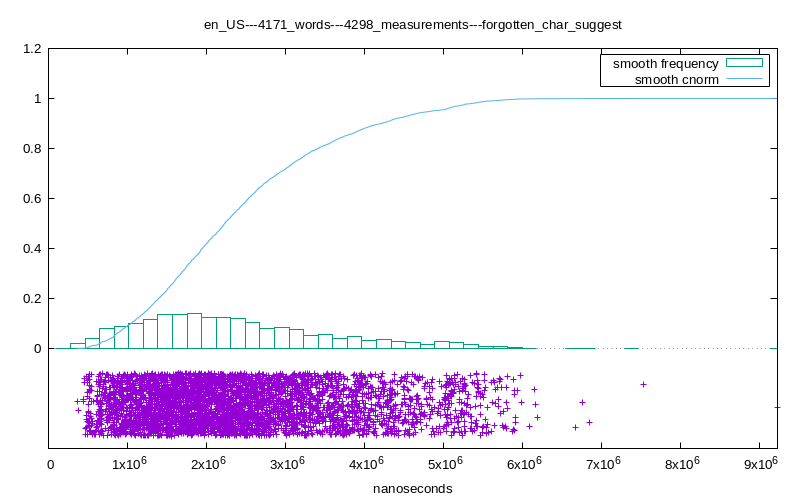 en_US---4171_words---4298_measurements---forgotten_char_suggest
1.2
smooth frequency
smooth cnorm
1
0.8
0.6
0.4
0.2
0
0 1x10^6 2x10^6 3x10^6 4x10^6 5x10^6 6x10^6 7x10^6 8x10^6 9x10^6
nanoseconds